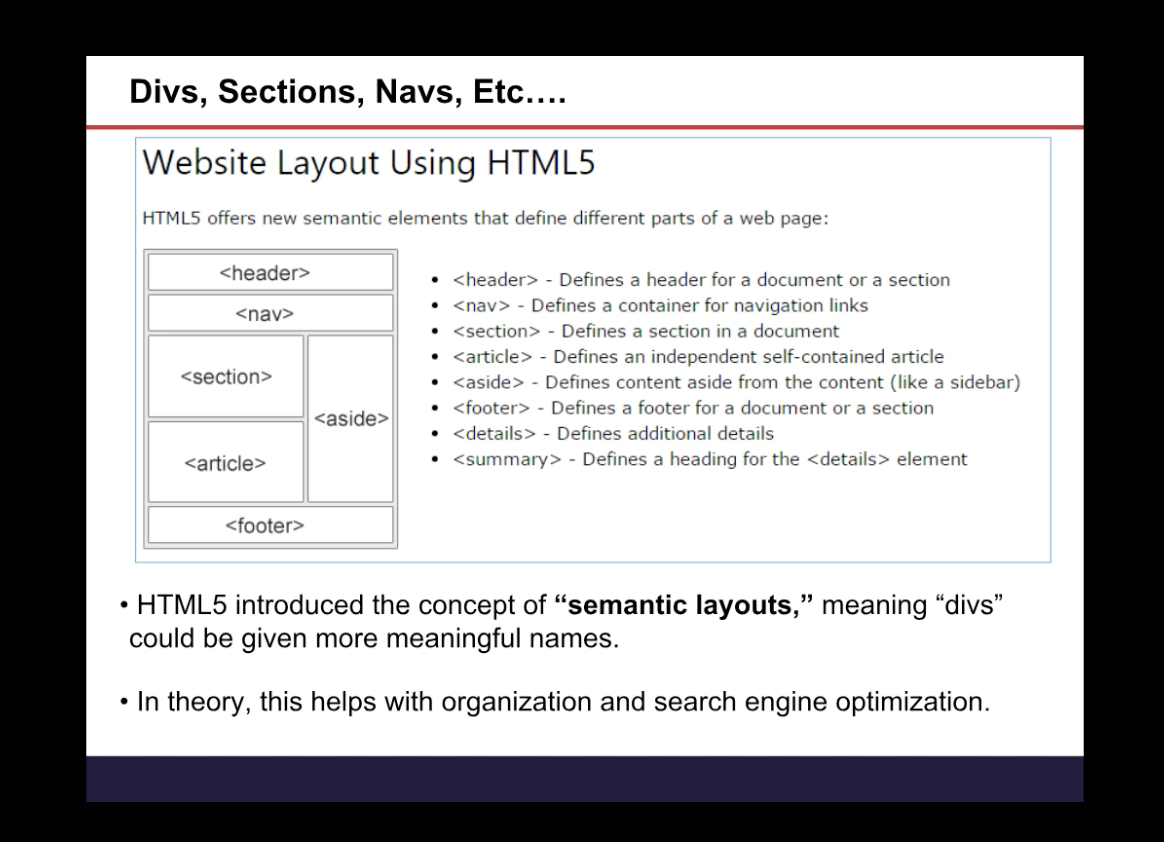 Divs, Sections, Navs, Etc….
Website Layout Using HTML5
HTML5 offers new semantic elements that define different parts of a web page:
<header>
<nav>
<section>
<article>
<aside>
<footer>
• <header> - Defines a header for a document or a section
• <nav> - Defines a container for navigation links
• <section> - Defines a section in a document
• <article> - Defines an independent self-contained article
• <aside> - Defines content aside from the content (like a sidebar)
• <footer> - Defines a footer for a document or a section
• <details> - Defines additional details
• <summary> - Defines a heading for the <details> element
• HTML5 introduced the concept of “semantic layouts,” meaning “divs”
could be given more meaningful names.
• In theory, this helps with organization and search engine optimization.